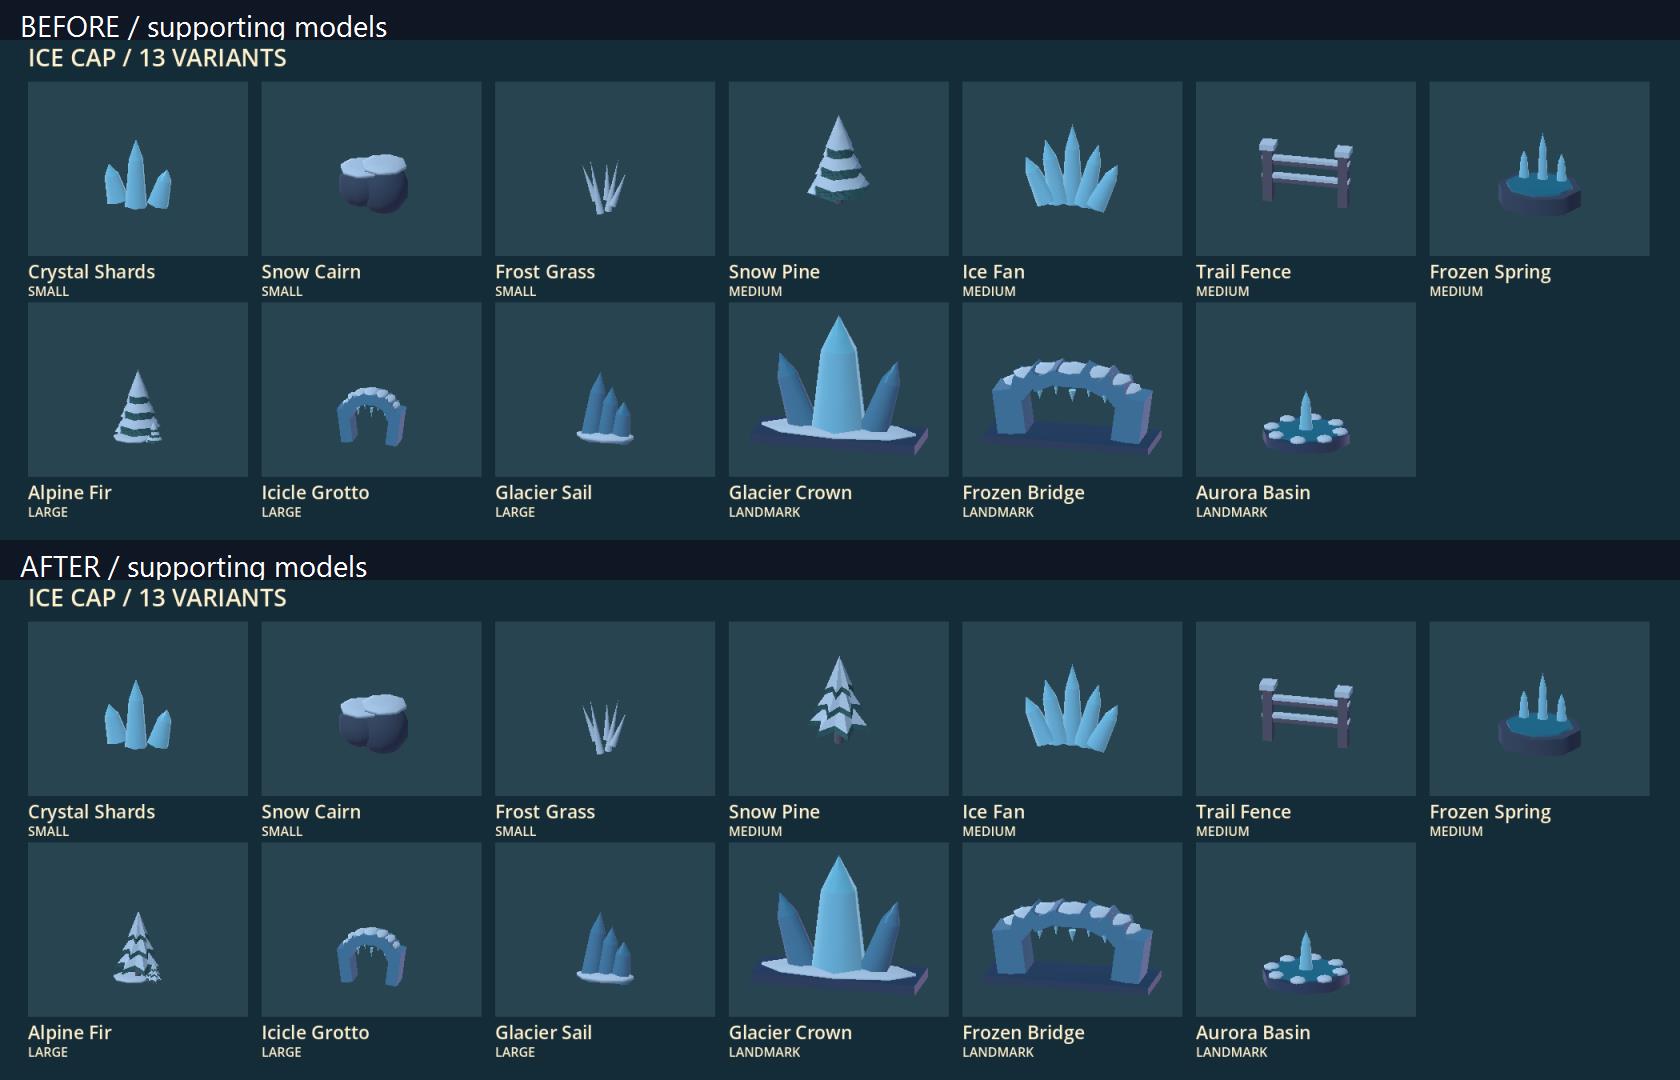 BEFORE / supporting models
ICE CAP / 13 VARIANTS
Crystal Shards
SMALL
Snow Cairn
SMALL
Frost Grass
SMALL
Snow Pine
MEDIUM
Ice Fan
MEDIUM
Trail Fence
MEDIUM
Frozen Spring
MEDIUM
Alpine Fir
LARGE
Icicle Grotto
LARGE
Glacier Sail
LARGE
Glacier Crown
LANDMARK
Frozen Bridge
LANDMARK
Aurora Basin
LANDMARK
AFTER / supporting models
ICE CAP / 13 VARIANTS
Crystal Shards
SMALL
Snow Cairn
SMALL
Frost Grass
SMALL
Snow Pine
MEDIUM
Ice Fan
MEDIUM
Trail Fence
MEDIUM
Frozen Spring
MEDIUM
Alpine Fir
LARGE
Icicle Grotto
LARGE
Glacier Sail
LARGE
Glacier Crown
LANDMARK
Frozen Bridge
LANDMARK
Aurora Basin
LANDMARK